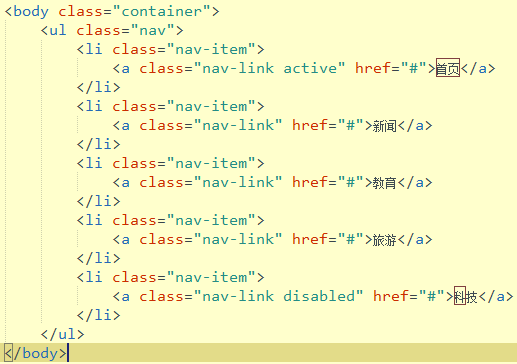 <body class="container">
<ul class="nav">
<li class="nav-item">
<a class="nav-link active" href="#">首页</a>
</li>
<li class="nav-item">
<a class="nav-link" href="#">新闻</a>
</li>
<li class="nav-item">
<a class="nav-link" href="#">教育</a>
</li>
<li class="nav-item">
<a class="nav-link" href="#">旅游</a>
</li>
<li class="nav-item">
<a class="nav-link disabled" href="#">科技</a>
</li>
</ul>
</body>